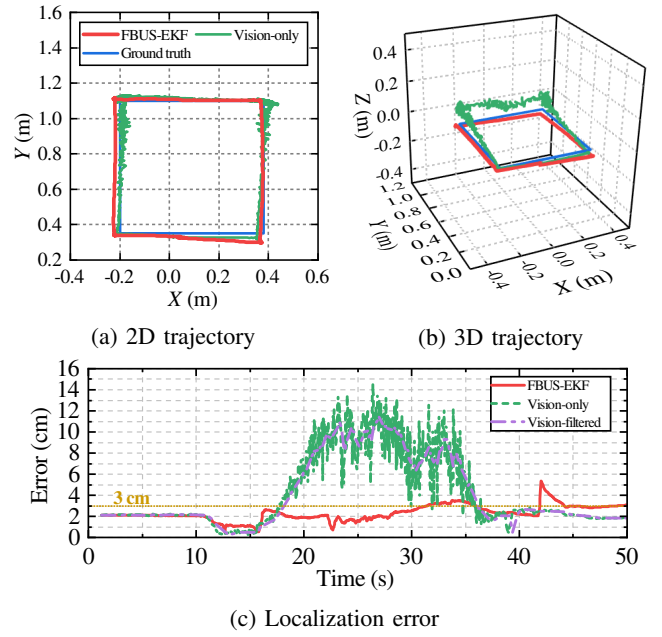 FBUS-EKF
Vision-only
Ground truth
1.6
1.4
1.2
1.0
0.8
0.6
0.4
0.2
Y (m)
-0.4 -0.2 0.0 0.2 0.4 0.6
X (m)
(a) 2D trajectory
0.4
0.2
0.0
-0.2
-0.4
Z (m)
1.2
1.0
0.8
0.6
0.4
0.2
0.0
Y (m)
-0.4 -0.2 0.0 0.2 0.4
X (m)
(b) 3D trajectory
16
14
12
10
8
6
4
2
0
Error (cm)
3 cm
FBUS-EKF
Vision-only
Vision-filtered
0 10 20 30 40 50
Time (s)
(c) Localization error